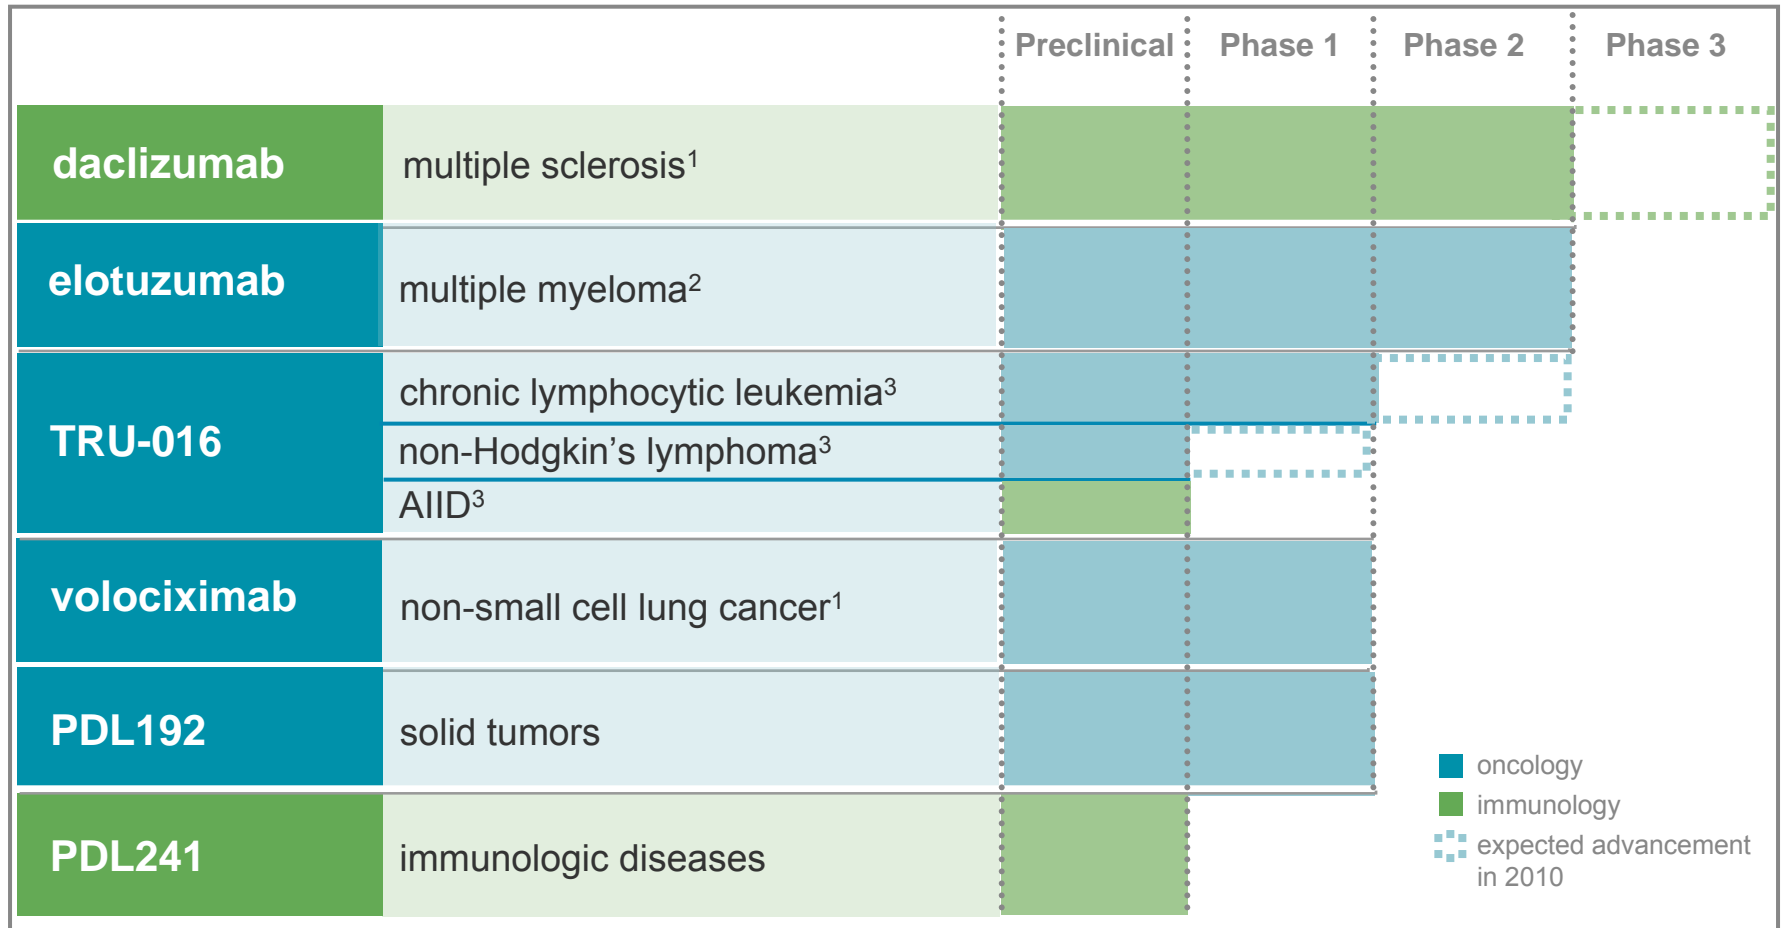 Preclinical Phase 1 Phase 2 Phase 3
daclizumab multiple sclerosis¹
elotuzumab multiple myeloma²
chronic lymphocytic leukemia³
TRU-016 non-Hodgkin’s lymphoma³
AIID³
volociximab non-small cell lung cancer¹
PDL192 solid tumors
PDL241 immunologic diseases
oncology
immunology
expected advancement
in 2010